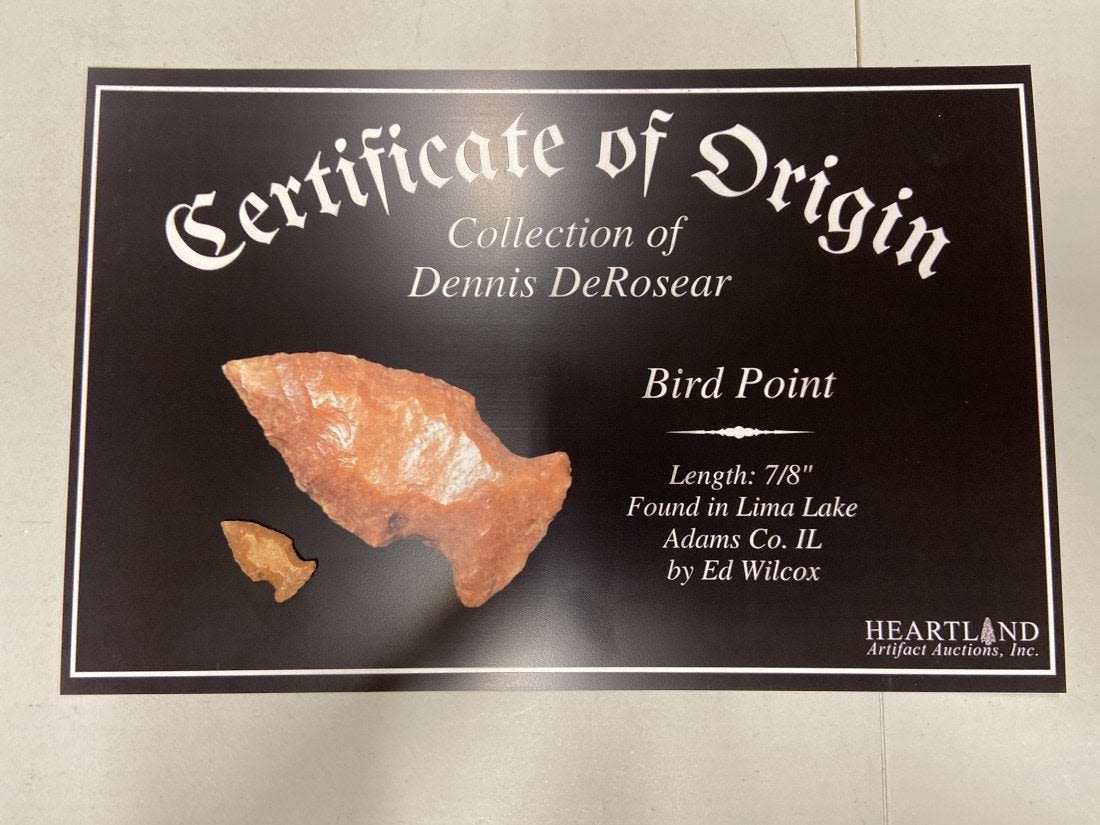 Certificate of Origin
Collection of
Dennis DeRosear
Bird Point
Length: 7/8"
Found in Lima Lake
Adams Co. IL
by Ed Wilcox
HEARTLAND
Artifact Auctions, Inc.